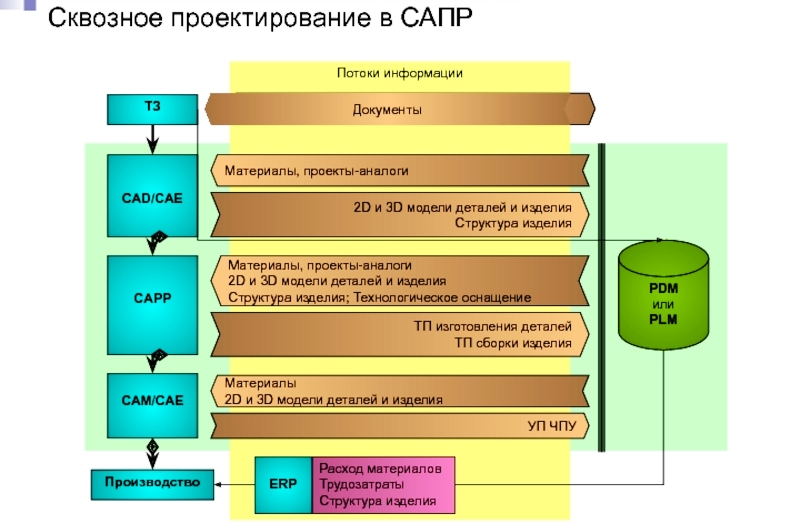 Сквозное проектирование в САПР
Потоки информации
ТЗ
Документы
CAD/CAE
Материалы, проекты-аналоги
2D и 3D модели деталей и изделия
Структура изделия
CAPP
Материалы, проекты-аналоги
2D и 3D модели деталей и изделия
Структура изделия; Технологическое оснащение
ТП изготовления деталей
ТП сборки изделия
PDM
или
PLM
CAM/CAE
Материалы
2D и 3D модели деталей и изделия
УП ЧПУ
Производство
ERP
Расход материалов
Трудозатраты
Структура изделия